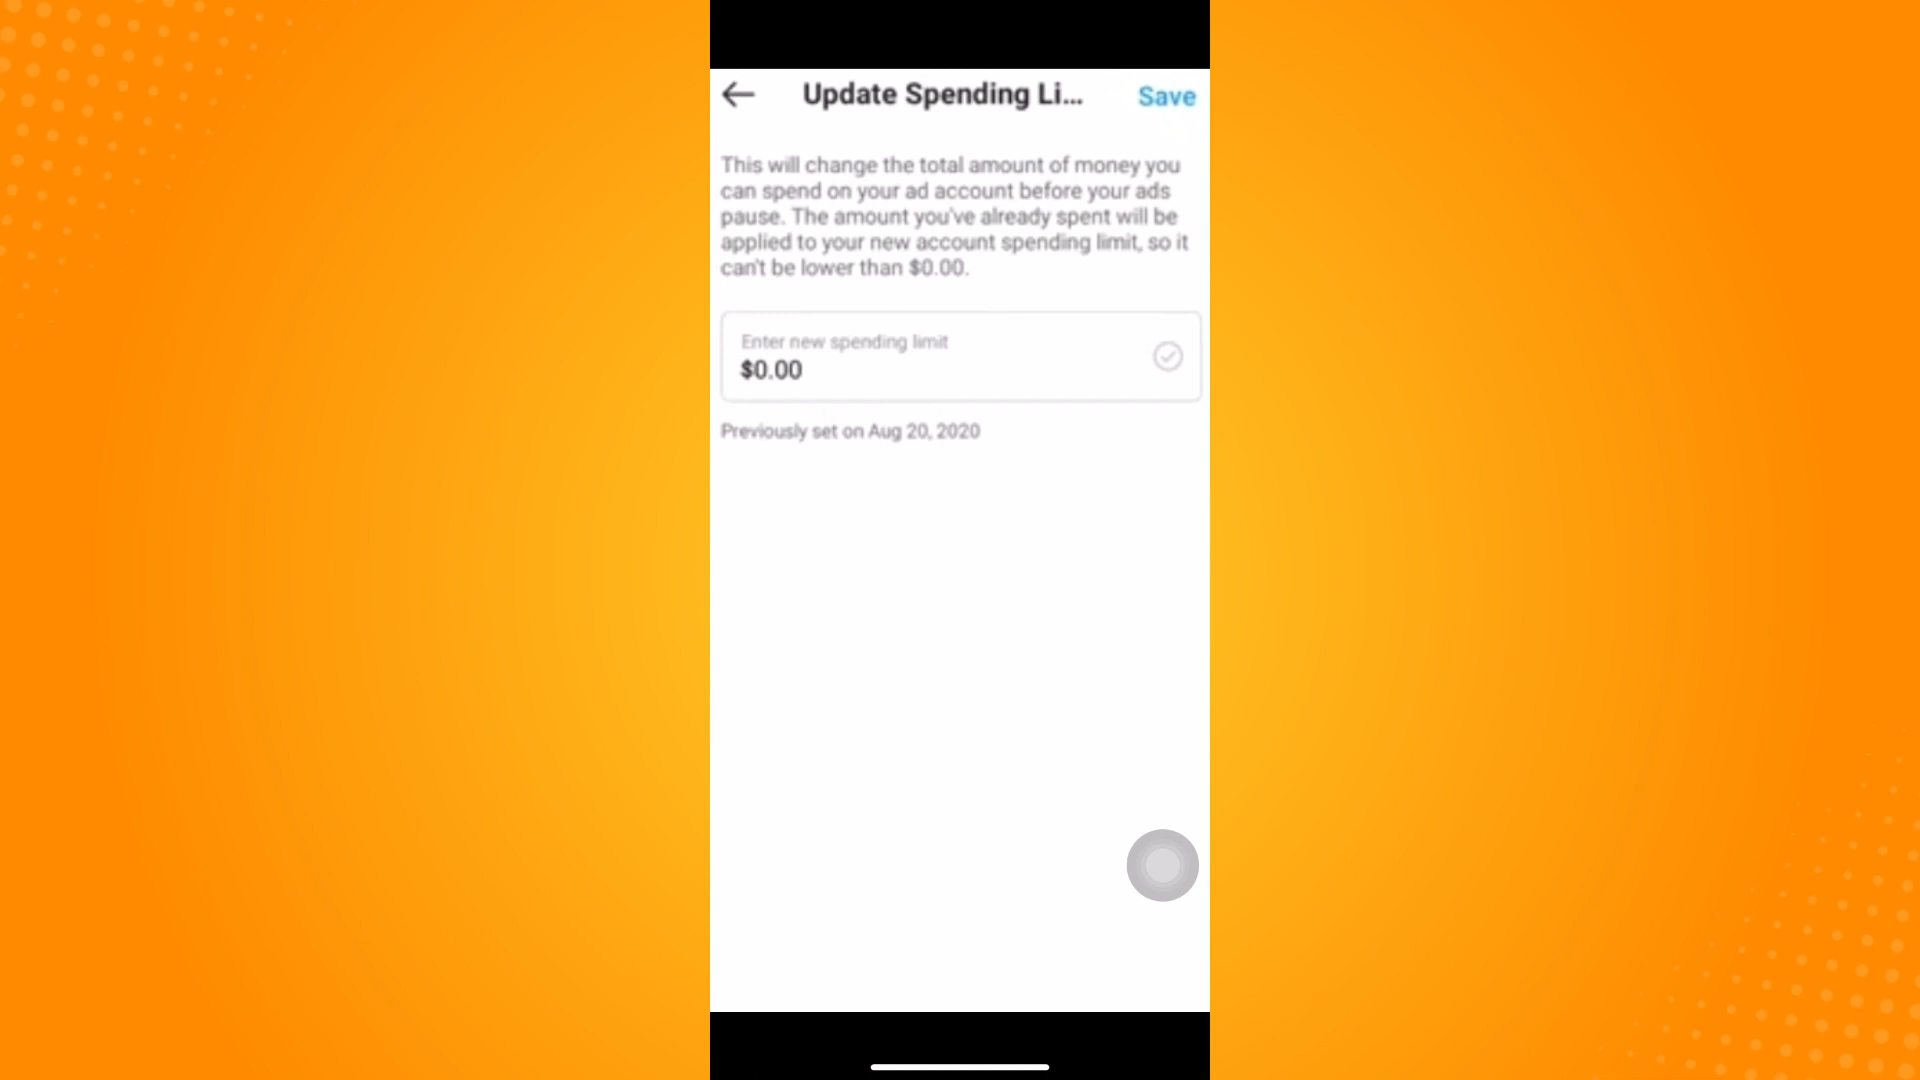 Update Spending Li...
Save
This will change the total amount of money you
can spend on your ad account before your ads
pause. The amount you've already spent will be
applied to your new account spending limit, so it
can't be lower than $0.00.
Enter new spending limit
$0.00
Previously set on Aug 20, 2020